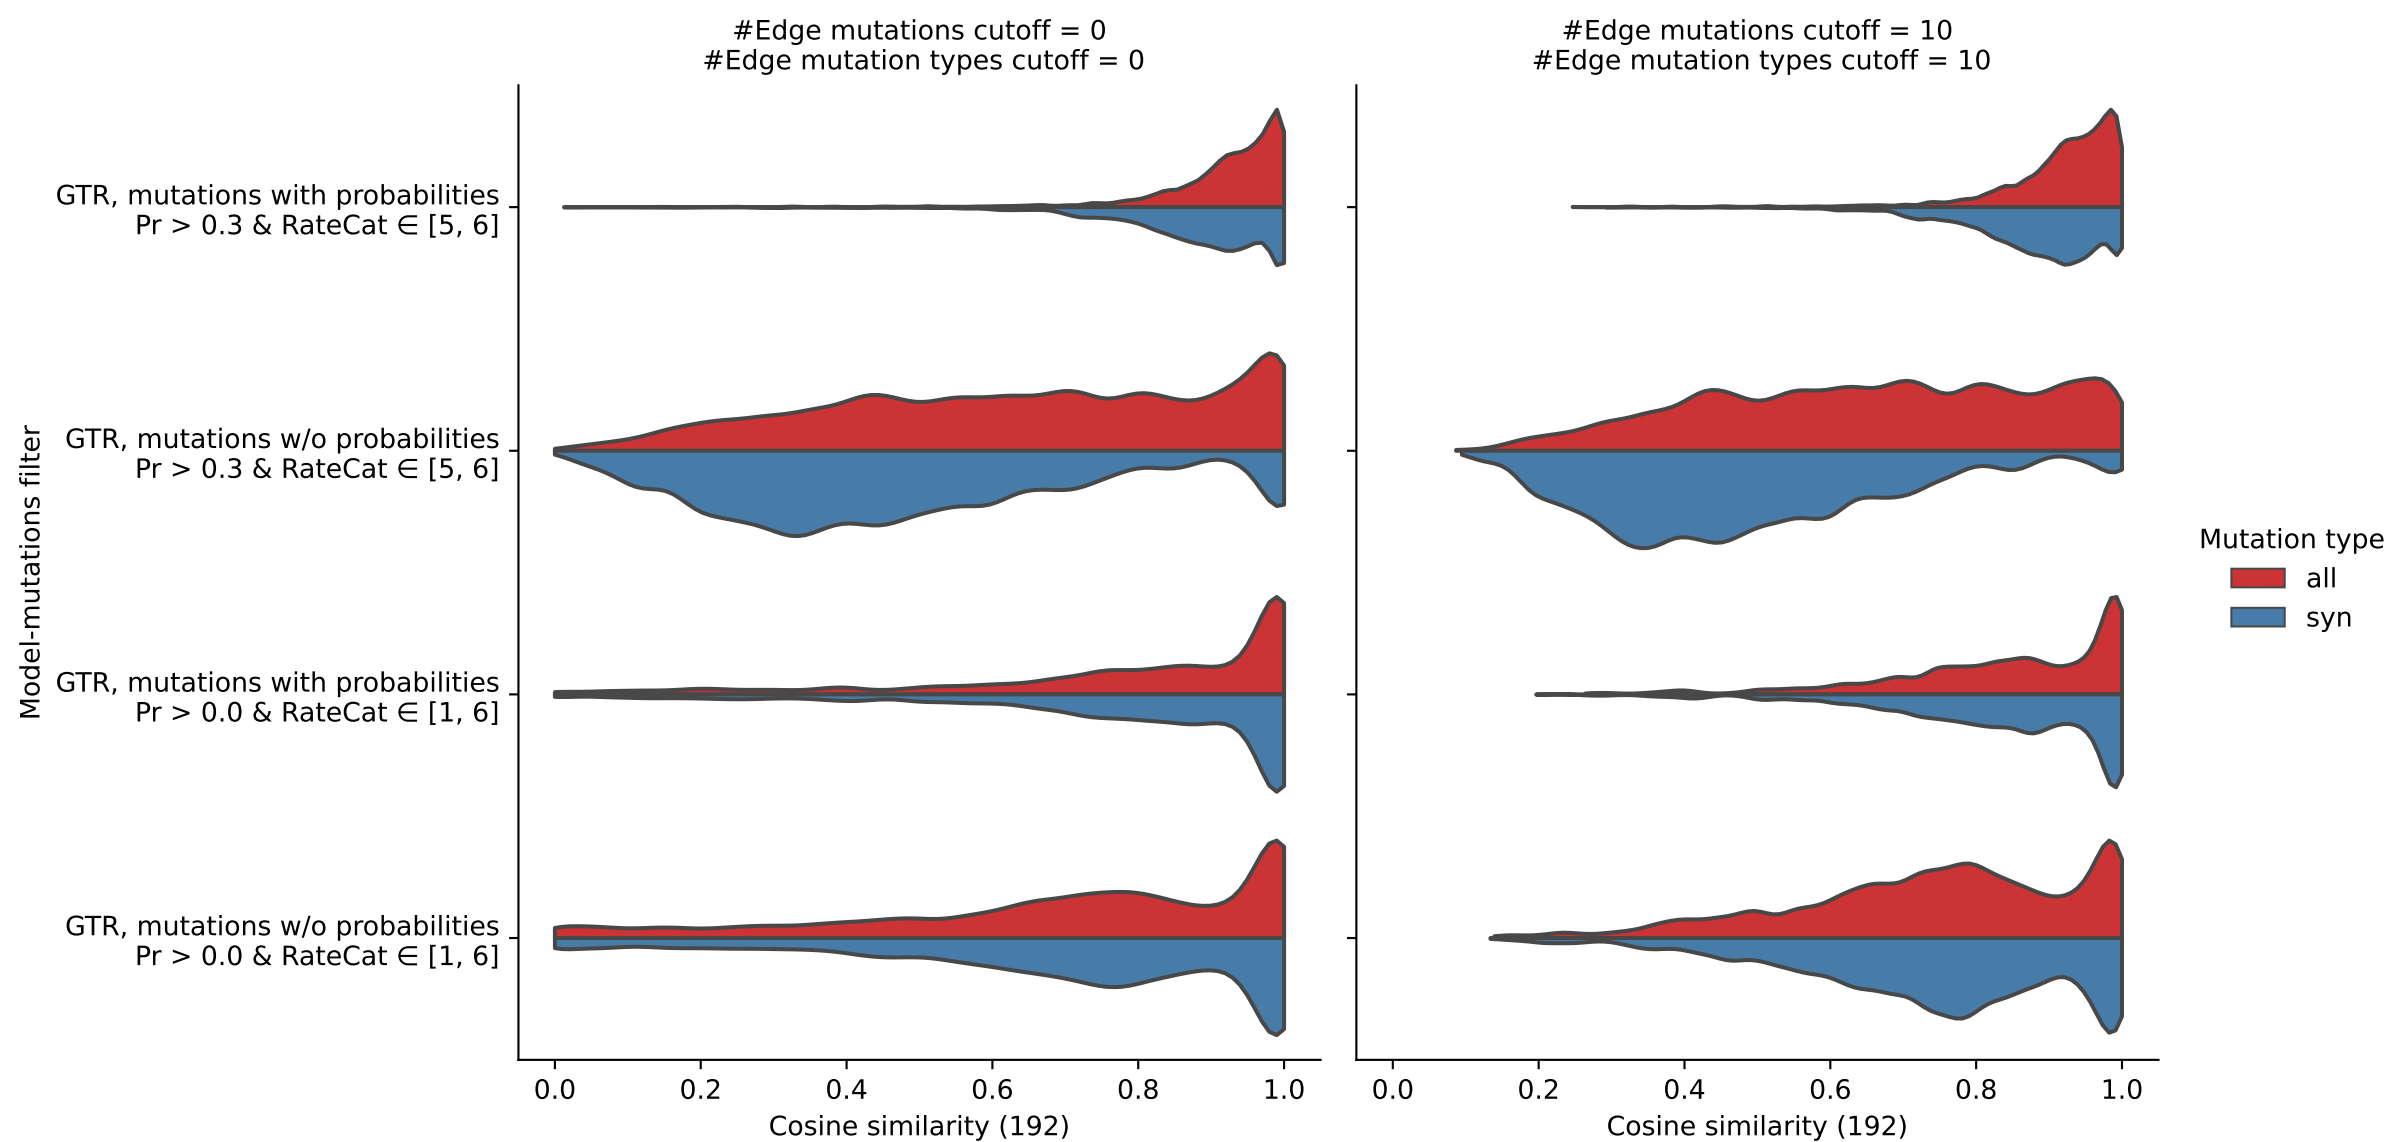 #Edge mutations cutoff = 0
#Edge mutation types cutoff = 0
#Edge mutations cutoff = 10
#Edge mutation types cutoff = 10
Model-mutations filter
GTR, mutations with probabilities
Pr > 0.3 & RateCat ∈ [5, 6]
GTR, mutations w/o probabilities
Pr > 0.3 & RateCat ∈ [5, 6]
GTR, mutations with probabilities
Pr > 0.0 & RateCat ∈ [1, 6]
GTR, mutations w/o probabilities
Pr > 0.0 & RateCat ∈ [1, 6]
0.0 0.2 0.4 0.6 0.8 1.0
Cosine similarity (192)
0.0 0.2 0.4 0.6 0.8 1.0
Cosine similarity (192)
Mutation type
all
syn